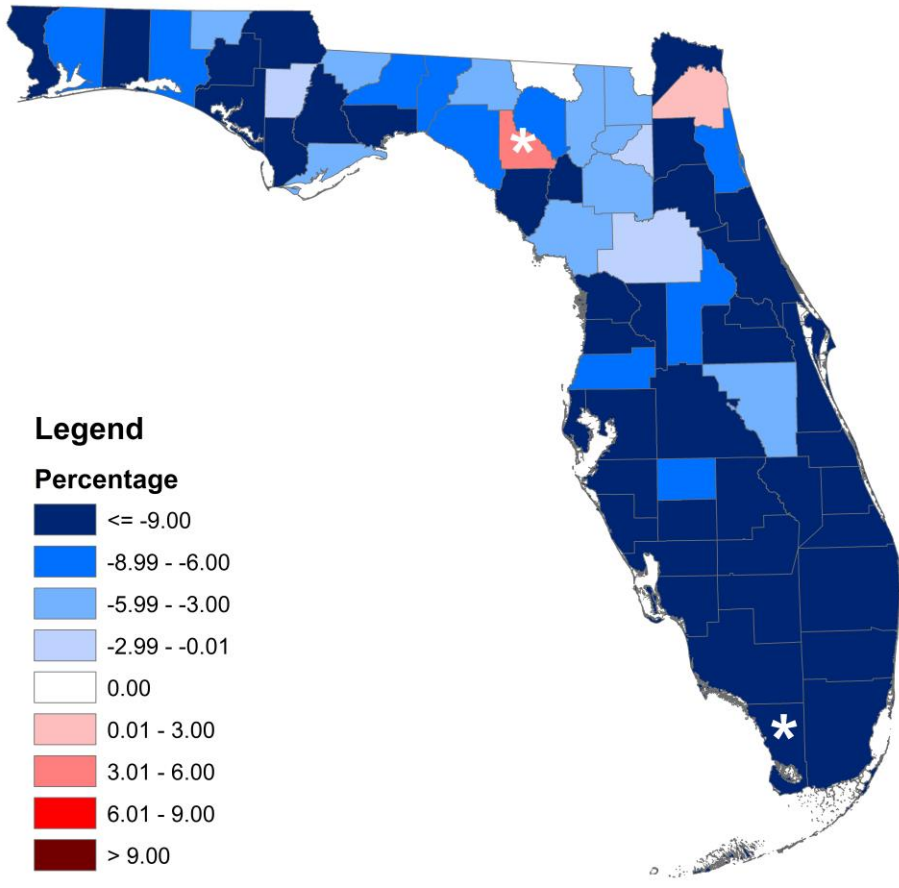 *
*
Legend
Percentage
<= -9.00
-8.99 - -6.00
-5.99 - -3.00
-2.99 - -0.01
0.00
0.01 - 3.00
3.01 - 6.00
6.01 - 9.00
> 9.00